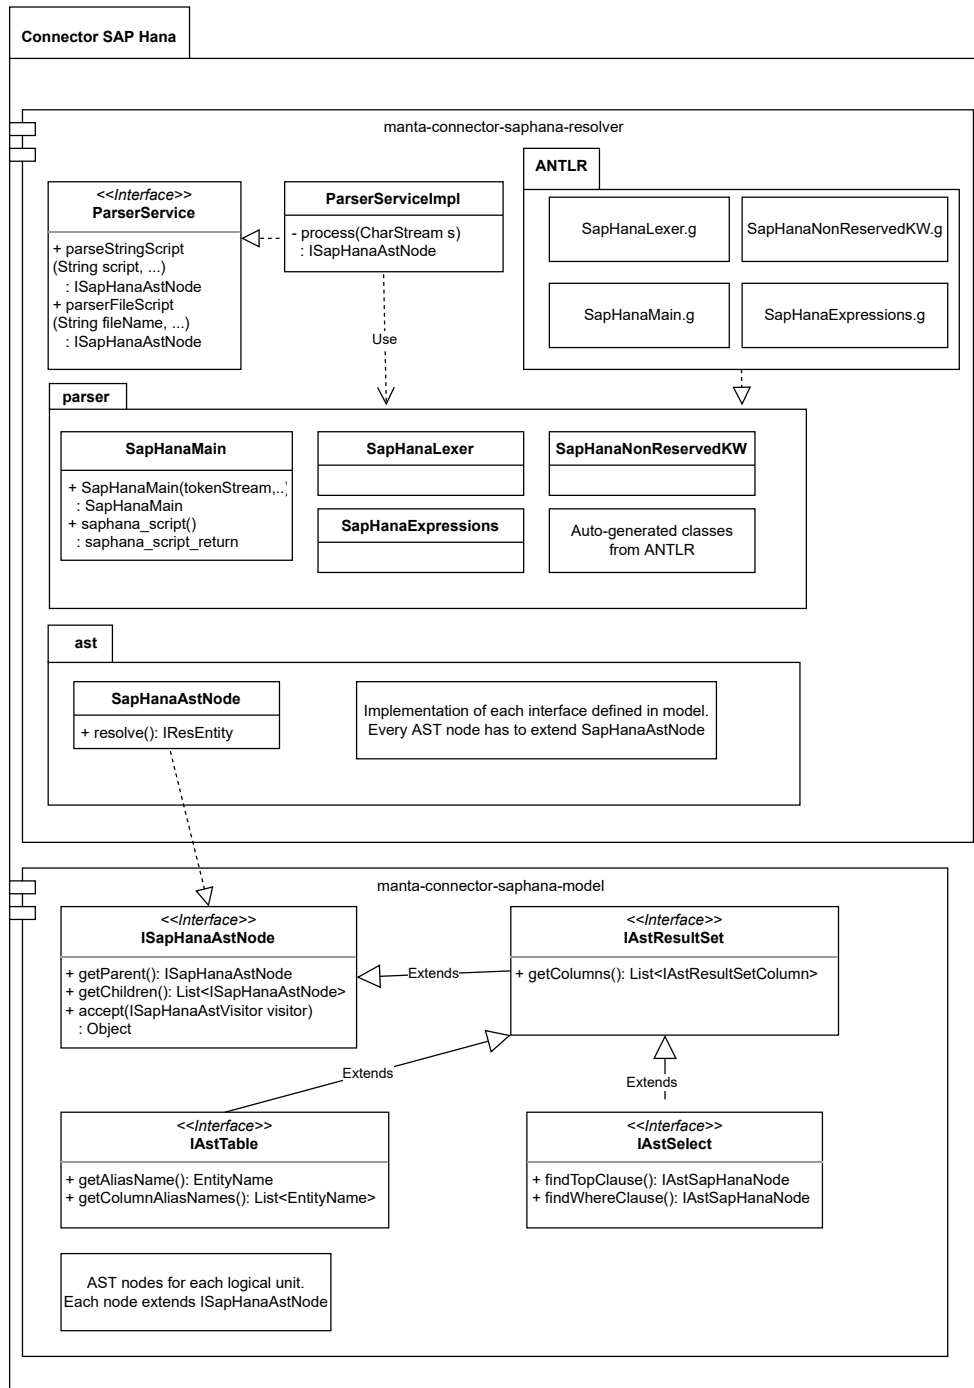 Connector SAP Hana
manta-connector-saphana-resolver
<<Interface>>
ParserService
+ parseStringScript
(String script, ...)
: ISapHanaAstNode
+ parserFileScript
(String fileName, ...)
: ISapHanaAstNode
ParserServiceImpl
- process(CharStream s)
: ISapHanaAstNode
Use
ANTLR
SapHanaLexer.g
SapHanaNonReservedKW.g
SapHanaMain.g
SapHanaExpressions.g
parser
SapHanaMain
+ SapHanaMain(tokenStream,..)
: SapHanaMain
+ saphana_script()
: saphana_script_return
SapHanaLexer
SapHanaNonReservedKW
SapHanaExpressions
Auto-generated classes
from ANTLR
ast
SapHanaAstNode
+ resolve(): IResEntity
Implementation of each interface defined in model.
Every AST node has to extend SapHanaAstNode
manta-connector-saphana-model
<<Interface>>
ISapHanaAstNode
+ getParent(): ISapHanaAstNode
+ getChildren(): List<ISapHanaAstNode>
+ accept(ISapHanaAstVisitor visitor)
: Object
Extends
<<Interface>>
IAstResultSet
+ getColumns(): List<IAstResultSetColumn>
Extends
Extends
<<Interface>>
IAstTable
+ getAliasName(): EntityName
+ getColumnAliasNames(): List<EntityName>
<<Interface>>
IAstSelect
+ findTopClause(): IAstSapHanaNode
+ findWhereClause(): IAstSapHanaNode
AST nodes for each logical unit.
Each node extends ISapHanaAstNode